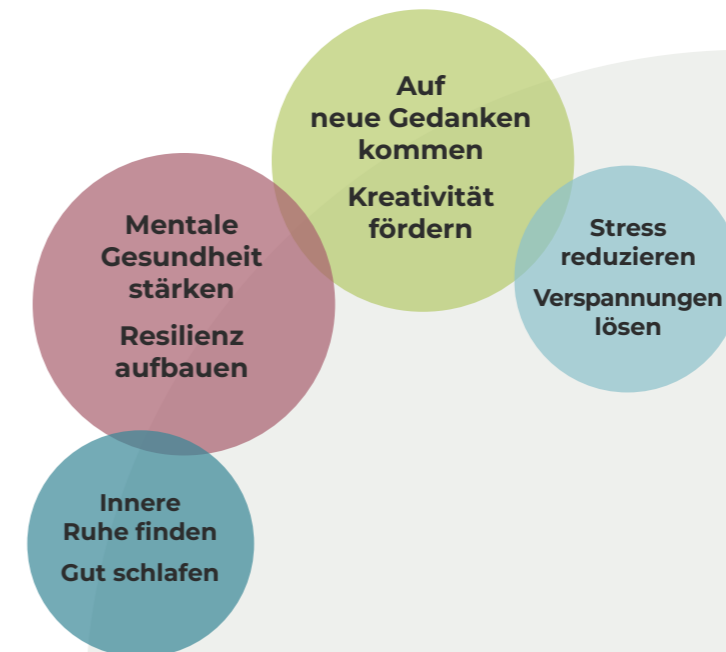 Auf
neue Gedanken
kommen
Kreativität
fördern
Mentale
Gesundheit
stärken
Resilienz
aufbauen
Stress
reduzieren
Verspannungen
lösen
Innere
Ruhe finden
Gut schlafen